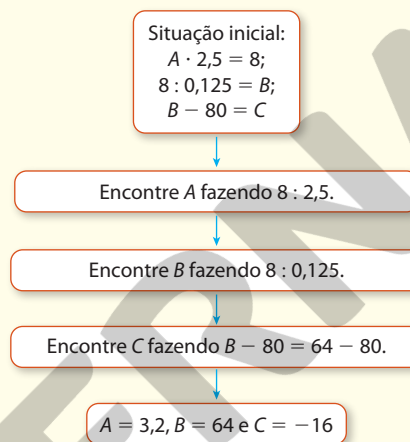 Situação inicial:
A · 2,5 = 8;
8 : 0,125 = B;
B − 80 = C
Encontre A fazendo 8 : 2,5.
Encontre B fazendo 8 : 0,125.
Encontre C fazendo B − 80 = 64 − 80.
A = 3,2, B = 64 e C = −16